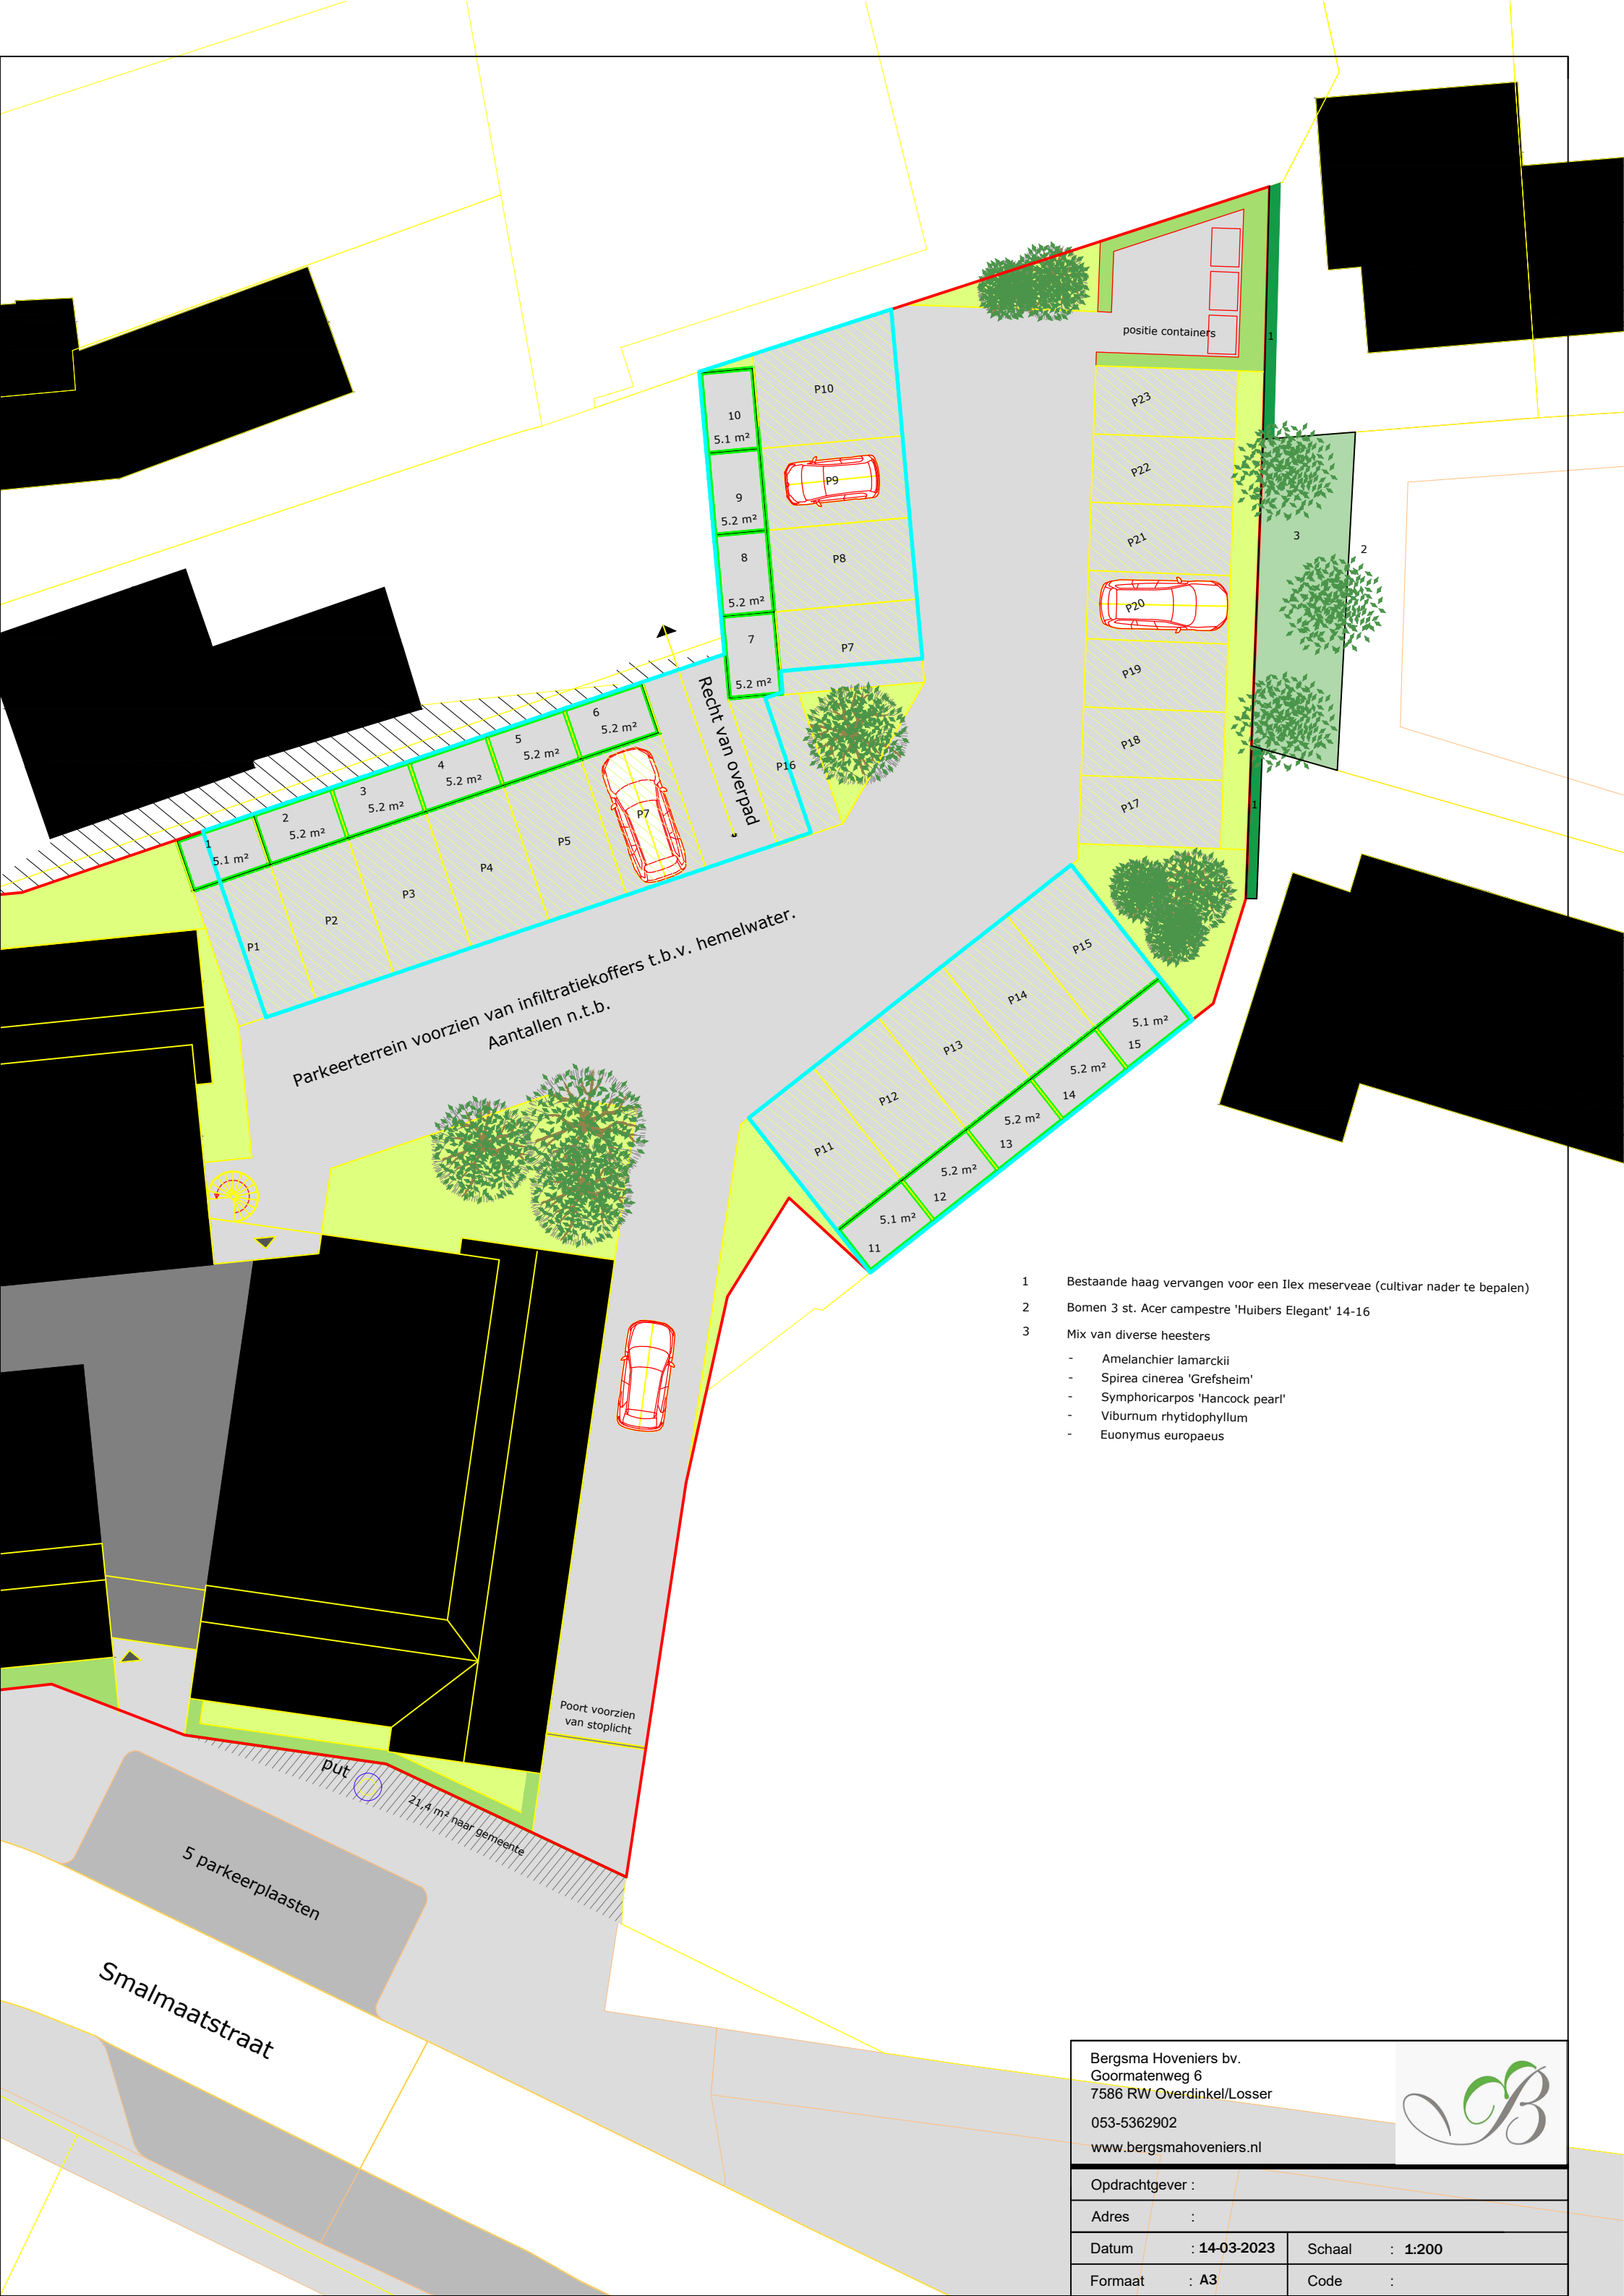 positie containers
1
P10
10
5.1 m²
P23
P22
9
5.2 m²
P9
3
2
P21
8
5.2 m²
P8
P20
7
5.2 m²
P7
P19
Recht van overpad
6
5.2 m²
5
5.2 m²
4
5.2 m²
3
5.2 m²
2
5.2 m²
1
5.1 m²
P16
P18
P17
1
P7
P5
P4
P3
P2
P1
Parkeerterrein voorzien van infiltratiekoffers t.b.v. hemelwater.
Aantallen n.t.b.
P15
P14
P13
P12
P11
5.1 m²
15
5.2 m²
14
5.2 m²
13
5.2 m²
12
5.1 m²
11
1 Bestaande haag vervangen voor een Ilex meserveae (cultivar nader te bepalen)
2 Bomen 3 st. Acer campestre 'Huibers Elegant' 14-16
3 Mix van diverse heesters
- Amelanchier lamarckii
- Spirea cinerea 'Grefsheim'
- Symphoricarpos 'Hancock pearl'
- Viburnum rhytidophyllum
- Euonymus europaeus
Poort voorzien
van stoplicht
put
21,4 m² naar gemeente
5 parkeerplaasten
Smalmaatstraat
Bergsma Hoveniers bv.
Goormatenweg 6
7586 RW Overdinkel/Losser
053-5362902
www.bergsmahoveniers.nl
B
Opdrachtgever :
Adres :
Datum : 14-03-2023 Schaal : 1:200
Formaat : A3 Code :